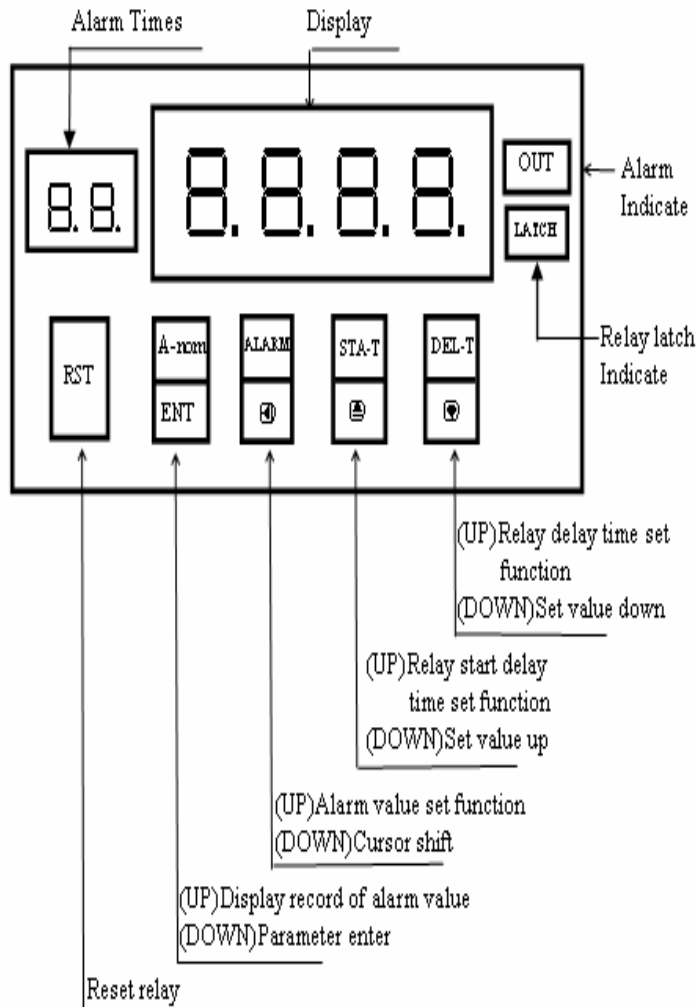 Alarm Times
Display
8.8.
8.8.8.8.
OUT
Alarm
Indicate
LATCH
Relay latch
Indicate
RST
A-nom
ALARM
STA-T
DEL-T
ENT
(UP)Relay delay time set
function
(DOWN)Set value down
(UP)Relay start delay
time set function
(DOWN)Set value up
(UP)Alarm value set function
(DOWN)Cursor shift
(UP)Display record of alarm value
(DOWN)Parameter enter
Reset relay